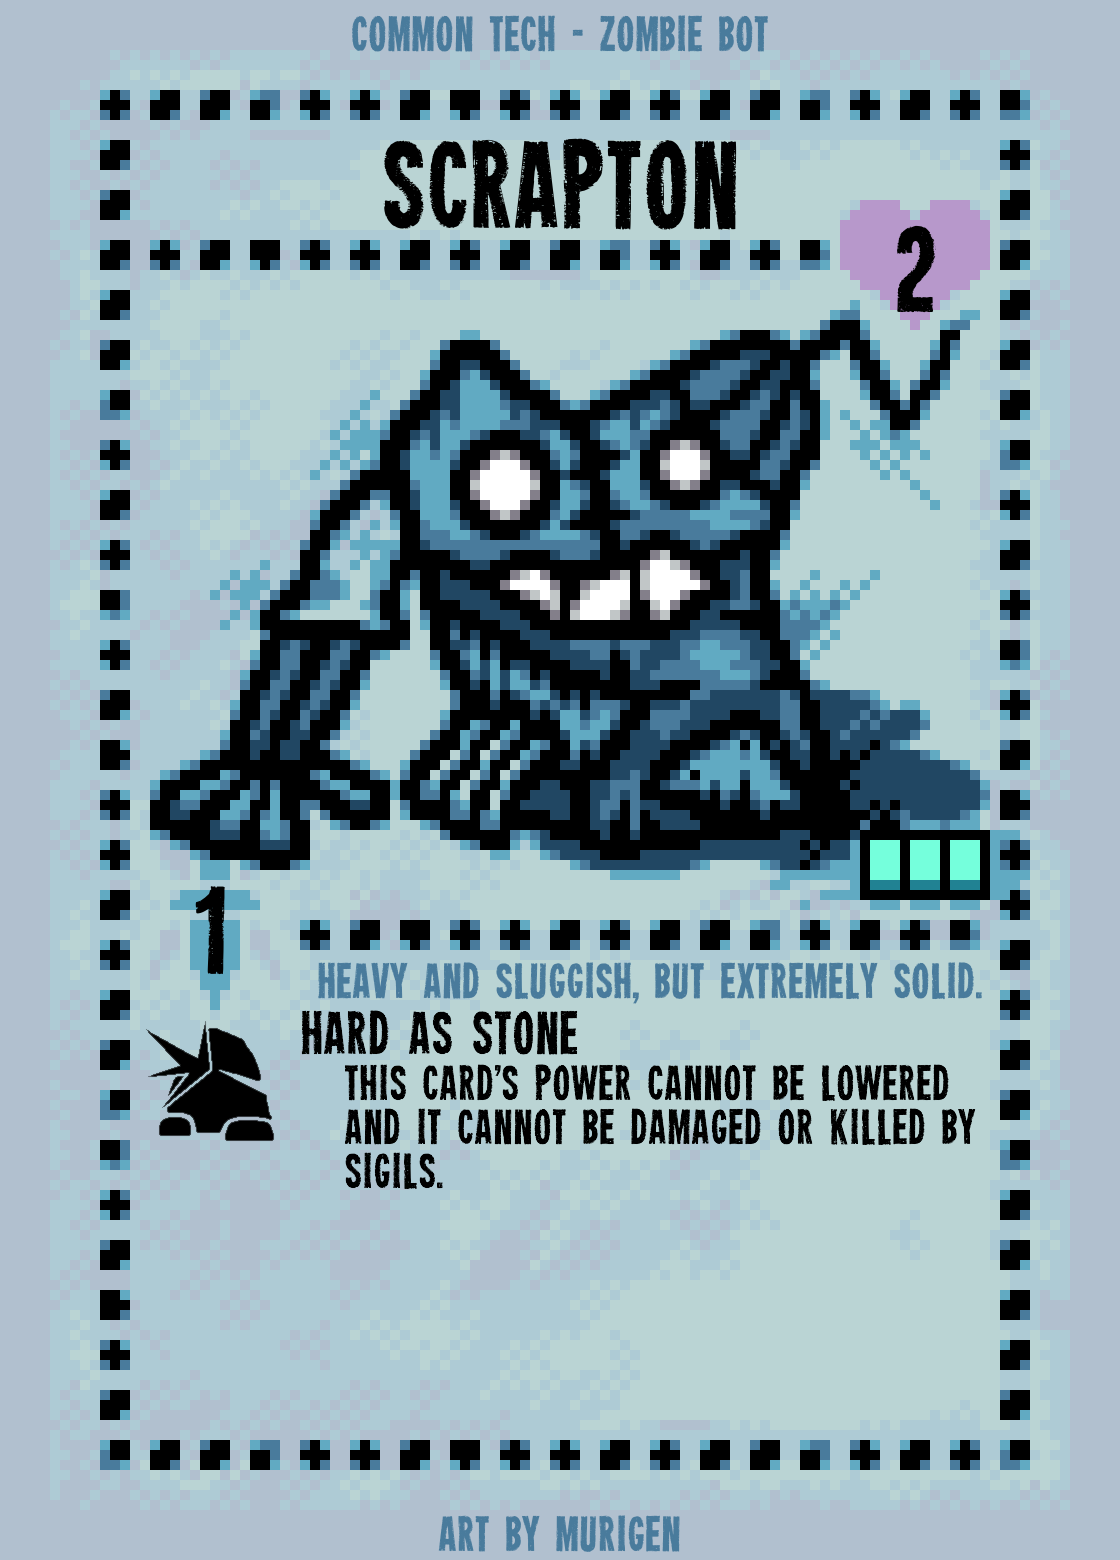 COMMON TECH - ZOMBIE BOT
SCRAPTON
2
1
HEAVY AND SLUGGISH, BUT EXTREMELY SOLID.
HARD AS STONE
THIS CARD'S POWER CANNOT BE LOWERED
AND IT CANNOT BE DAMAGED OR KILLED BY
SIGILS.
ART BY MURIGEN